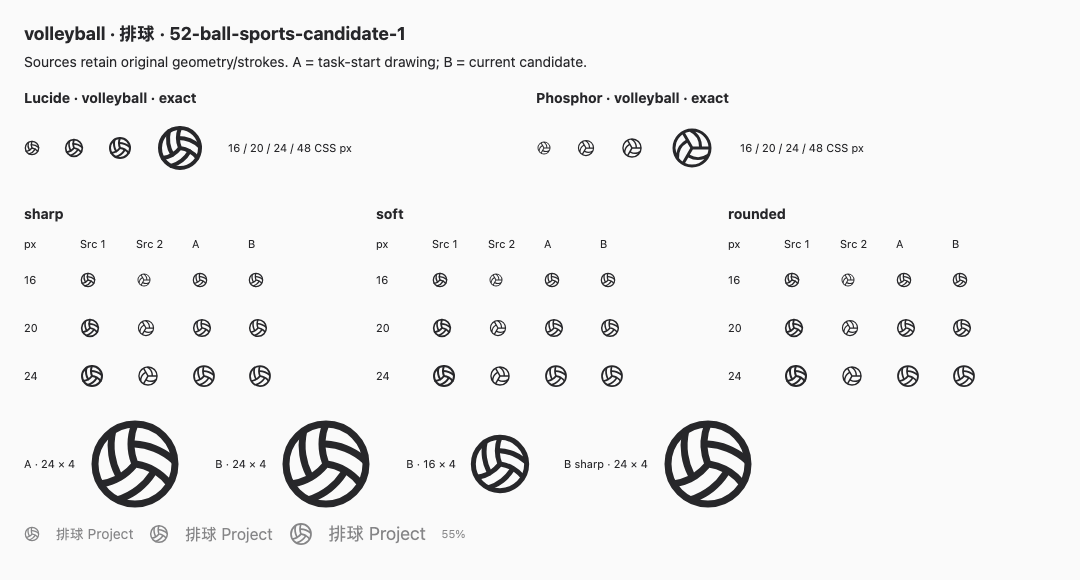 volleyball · 排球 · 52-ball-sports-candidate-1
Sources retain original geometry/strokes. A = task-start drawing; B = current candidate.
Lucide · volleyball · exact
Phosphor · volleyball · exact
16 / 20 / 24 / 48 CSS px
16 / 20 / 24 / 48 CSS px
sharp
soft
rounded
px Src 1 Src 2 A B
px Src 1 Src 2 A B
px Src 1 Src 2 A B
16
16
16
20
20
20
24
24
24
A · 24 × 4
B · 24 × 4
B · 16 × 4
B sharp · 24 × 4
排球 Project
排球 Project
排球 Project
55%